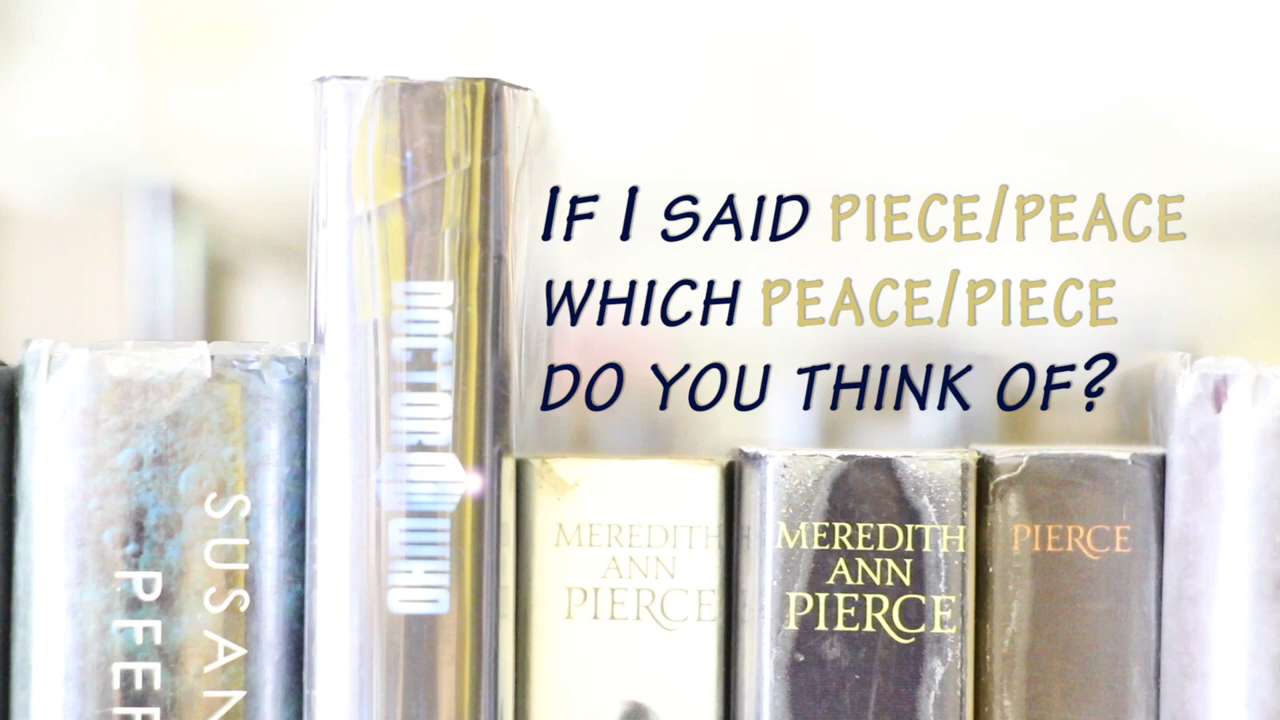 IF I SAID PIECE/PEACE
WHICH PEACE/PIECE
DO YOU THINK OF?
SUSAN
PFEF
DOCTOR WHO
MEREDITH
ANN
PIERCE
MEREDITH
ANN
PIERCE
PIERCE